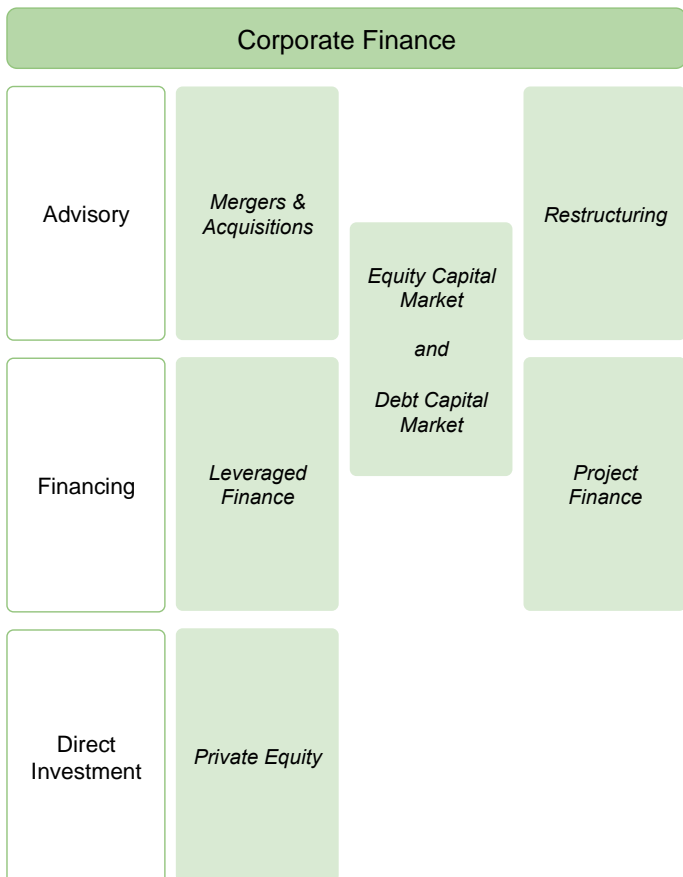 Corporate Finance
Advisory
Mergers &
Acquisitions
Equity Capital
Market
and
Debt Capital
Market
Restructuring
Financing
Leveraged
Finance
Project
Finance
Direct
Investment
Private Equity